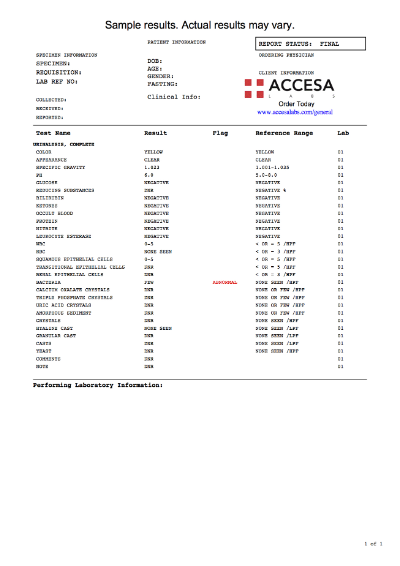 Sample results. Actual results may vary.
PATIENT INFORMATION
REPORT STATUS: FINAL
SPECIMEN INFORMATION
SPECIMEN:
REQUISITION:
LAB REF NO:
COLLECTED:
RECEIVED:
REPORTED:
DOB:
AGE:
GENDER:
FASTING:
Clinical Info:
ORDERING PHYSICIAN
CLIENT INFORMATION
ACCESA
LABS
Order Today
www.accesalabs.com/general
Test Name Result Flag Reference Range Lab
URINALYSIS, COMPLETE
COLOR YELLOW YELLOW 01
APPEARANCE CLEAR CLEAR 01
SPECIFIC GRAVITY 1.023 1.001-1.035 01
PH 6.0 5.0-8.0 01
GLUCOSE NEGATIVE NEGATIVE 01
REDUCING SUBSTANCES DNR NEGATIVE % 01
BILIRUBIN NEGATIVE NEGATIVE 01
KETONES NEGATIVE NEGATIVE 01
OCCULT BLOOD NEGATIVE NEGATIVE 01
PROTEIN NEGATIVE NEGATIVE 01
NITRITE NEGATIVE NEGATIVE 01
LEUKOCYTE ESTERASE NEGATIVE NEGATIVE 01
WBC 0-5 < OR = 5 /HPF 01
RBC NONE SEEN < OR = 3 /HPF 01
SQUAMOUS EPITHELIAL CELLS 0-5 < OR = 5 /HPF 01
TRANSITIONAL EPITHELIAL CELLS DNR < OR = 5 /HPF 01
RENAL EPITHELIAL CELLS DNR < OR = 3 /HPF 01
BACTERIA FEW ABNORMAL NONE SEEN /HPF 01
CALCIUM OXALATE CRYSTALS DNR NONE OR FEW /HPF 01
TRIPLE PHOSPHATE CRYSTALS DNR NONE OR FEW /HPF 01
URIC ACID CRYSTALS DNR NONE OR FEW /HPF 01
AMORPHOUS SEDIMENT DNR NONE OR FEW /HPF 01
CRYSTALS DNR NONE SEEN /HPF 01
HYALINE CAST NONE SEEN NONE SEEN /LPF 01
GRANULAR CAST DNR NONE SEEN /LPF 01
CASTS DNR NONE SEEN /LPF 01
YEAST DNR NONE SEEN /HPF 01
COMMENTS DNR 01
NOTE DNR 01
Performing Laboratory Information:
1 of 1